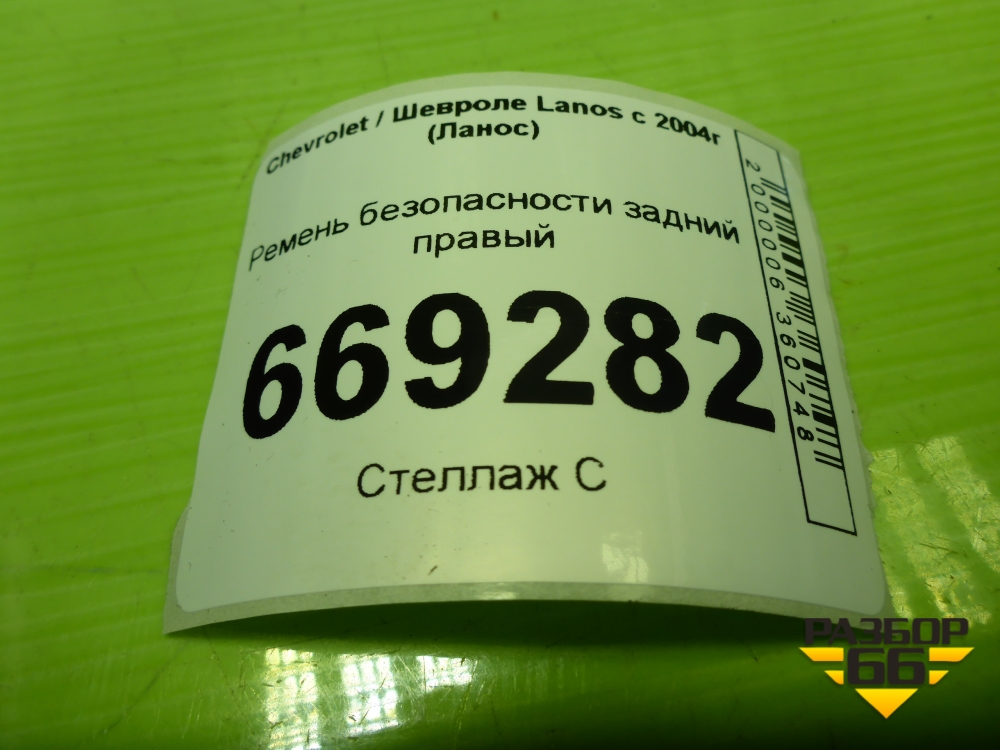 Chevrolet / Шевроле Lanos с 2004г
(Ланос)
Ремень безопасности задний
правый
669282
Стеллаж С
2000006360748
РАЗБОР
66